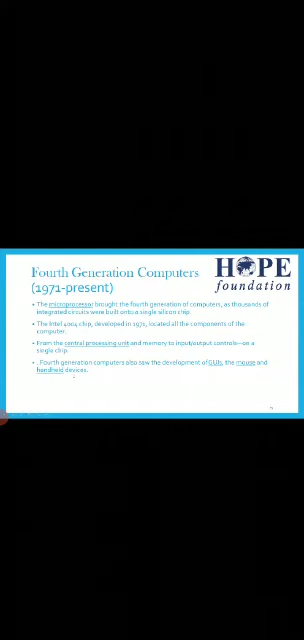 HOPE
foundation
Fourth Generation Computers
(1971-present)
• The microprocessor brought the fourth generation of computers, as thousands of
integrated circuits were built onto a single silicon chip.
• The Intel 4004 chip, developed in 1971, located all the components of the
computer.
• From the central processing unit and memory to input/output controls—on a
single chip.
• . Fourth generation computers also saw the development of GUIs, the mouse and
handheld devices.